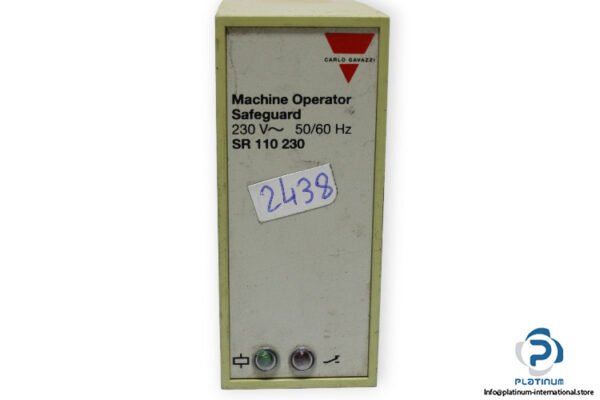 CARLO GAVAZZI
Machine Operator
Safeguard
230 V~ 50/60 Hz
SR 110 230
2438
PLATINUM
Info@platinum-international.store